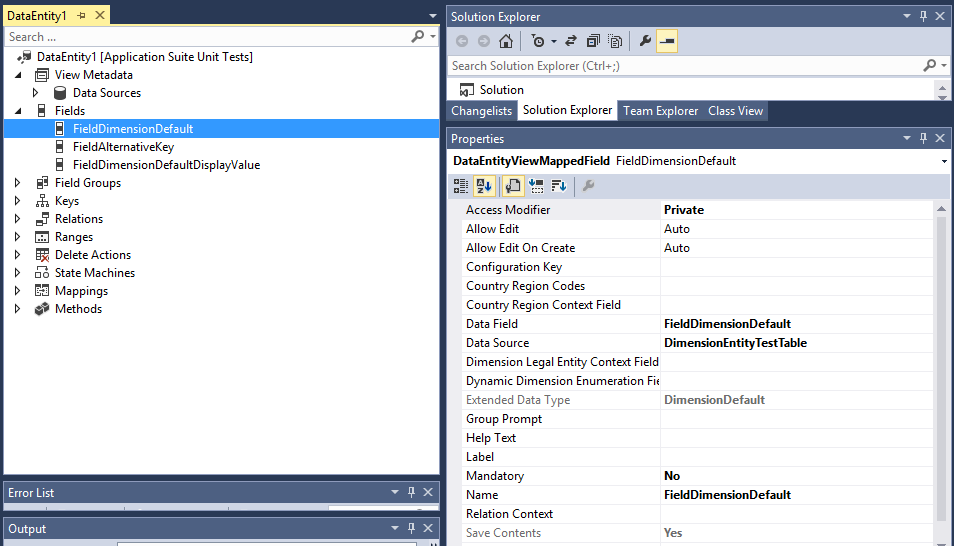 DataEntity1
Search ...
DataEntity1 [Application Suite Unit Tests]
View Metadata
Data Sources
Fields
FieldDimensionDefault
FieldAlternativeKey
FieldDimensionDefaultDisplayValue
Field Groups
Keys
Relations
Ranges
Delete Actions
State Machines
Mappings
Methods
Error List
Output
Solution Explorer
Search Solution Explorer (Ctrl+;)
Solution
Changelists Solution Explorer Team Explorer Class View
Properties
DataEntityViewMappedField FieldDimensionDefault
Access Modifier Private
Allow Edit Auto
Allow Edit On Create Auto
Configuration Key
Country Region Codes
Country Region Context Field
Data Field FieldDimensionDefault
Data Source DimensionEntityTestTable
Dimension Legal Entity Context Field
Dynamic Dimension Enumeration Fie
Extended Data Type DimensionDefault
Group Prompt
Help Text
Label
Mandatory No
Name FieldDimensionDefault
Relation Context
Save Contents Yes